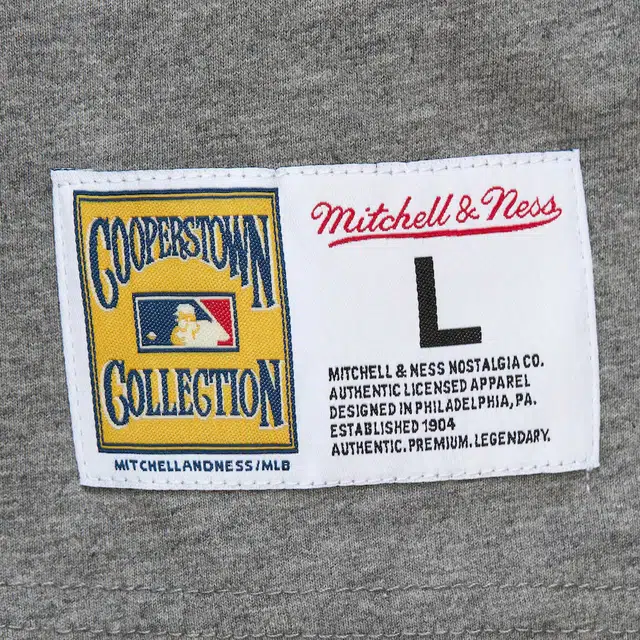 COOPERSTOWN
COLLECTION
MITCHELLANDNESS/MLB
Mitchell & Ness
L
MITCHELL & NESS NOSTALGIA CO.
AUTHENTIC LICENSED APPAREL
DESIGNED IN PHILADELPHIA, PA.
ESTABLISHED 1904
AUTHENTIC. PREMIUM. LEGENDARY.